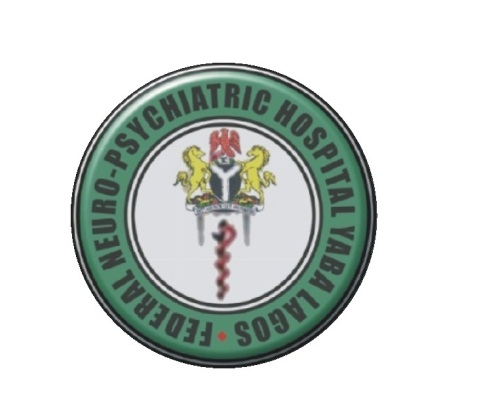 FEDERAL NEURO-PSYCHIATRIC HOSPITAL YABA LAGOS